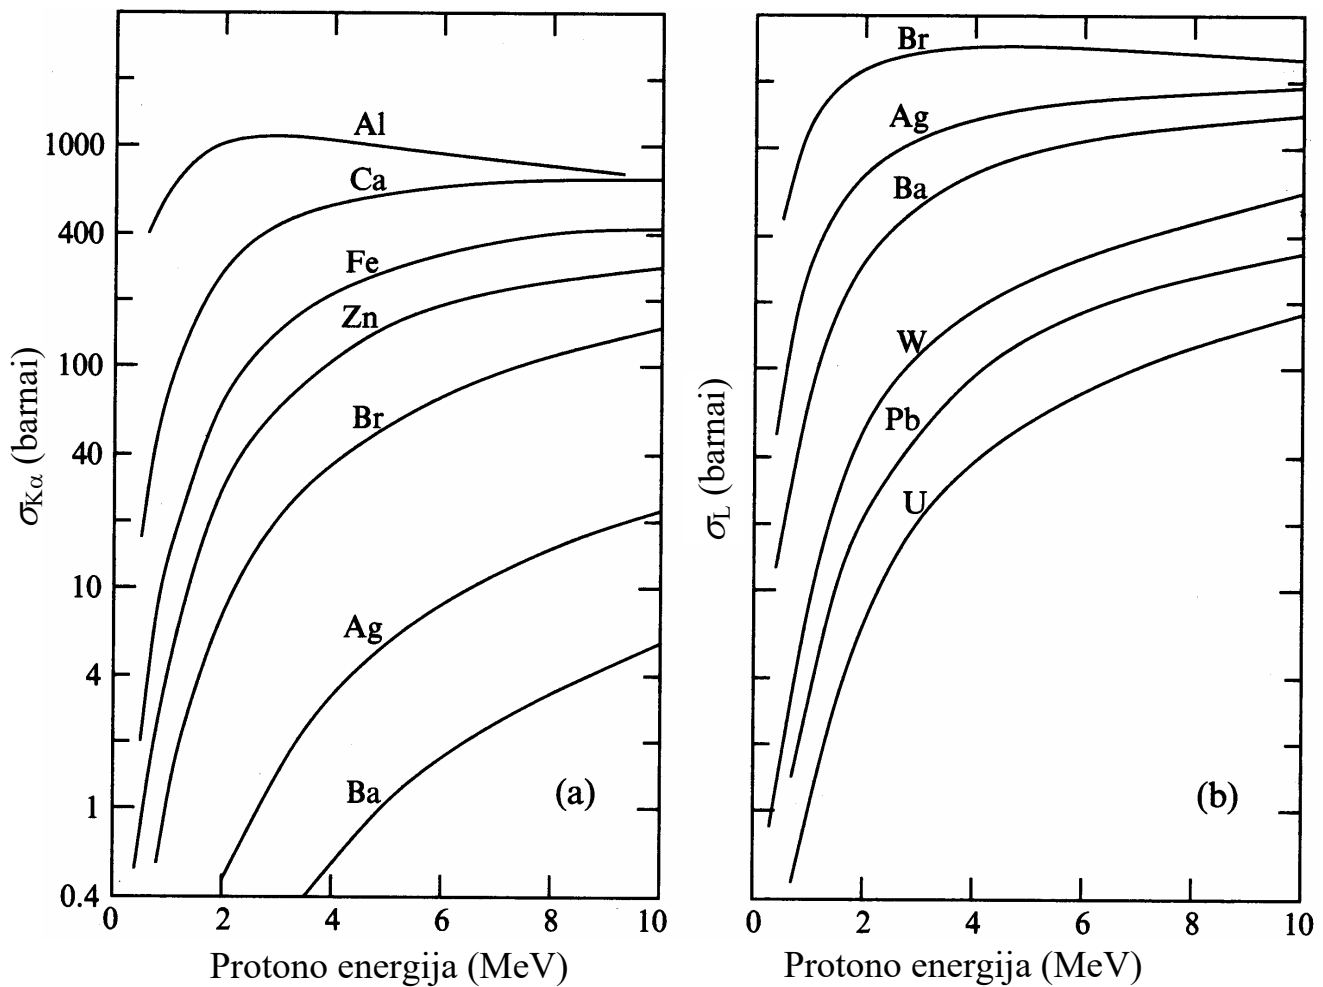 1000
400
100
40
10
4
1
0.4
σKα (barnai)
Al
Ca
Fe
Zn
Br
Ag
Ba
(a)
0 2 4 6 8 10
Protono energija (MeV)
σL (barnai)
Br
Ag
Ba
W
Pb
U
(b)
0 2 4 6 8 10
Protono energija (MeV)